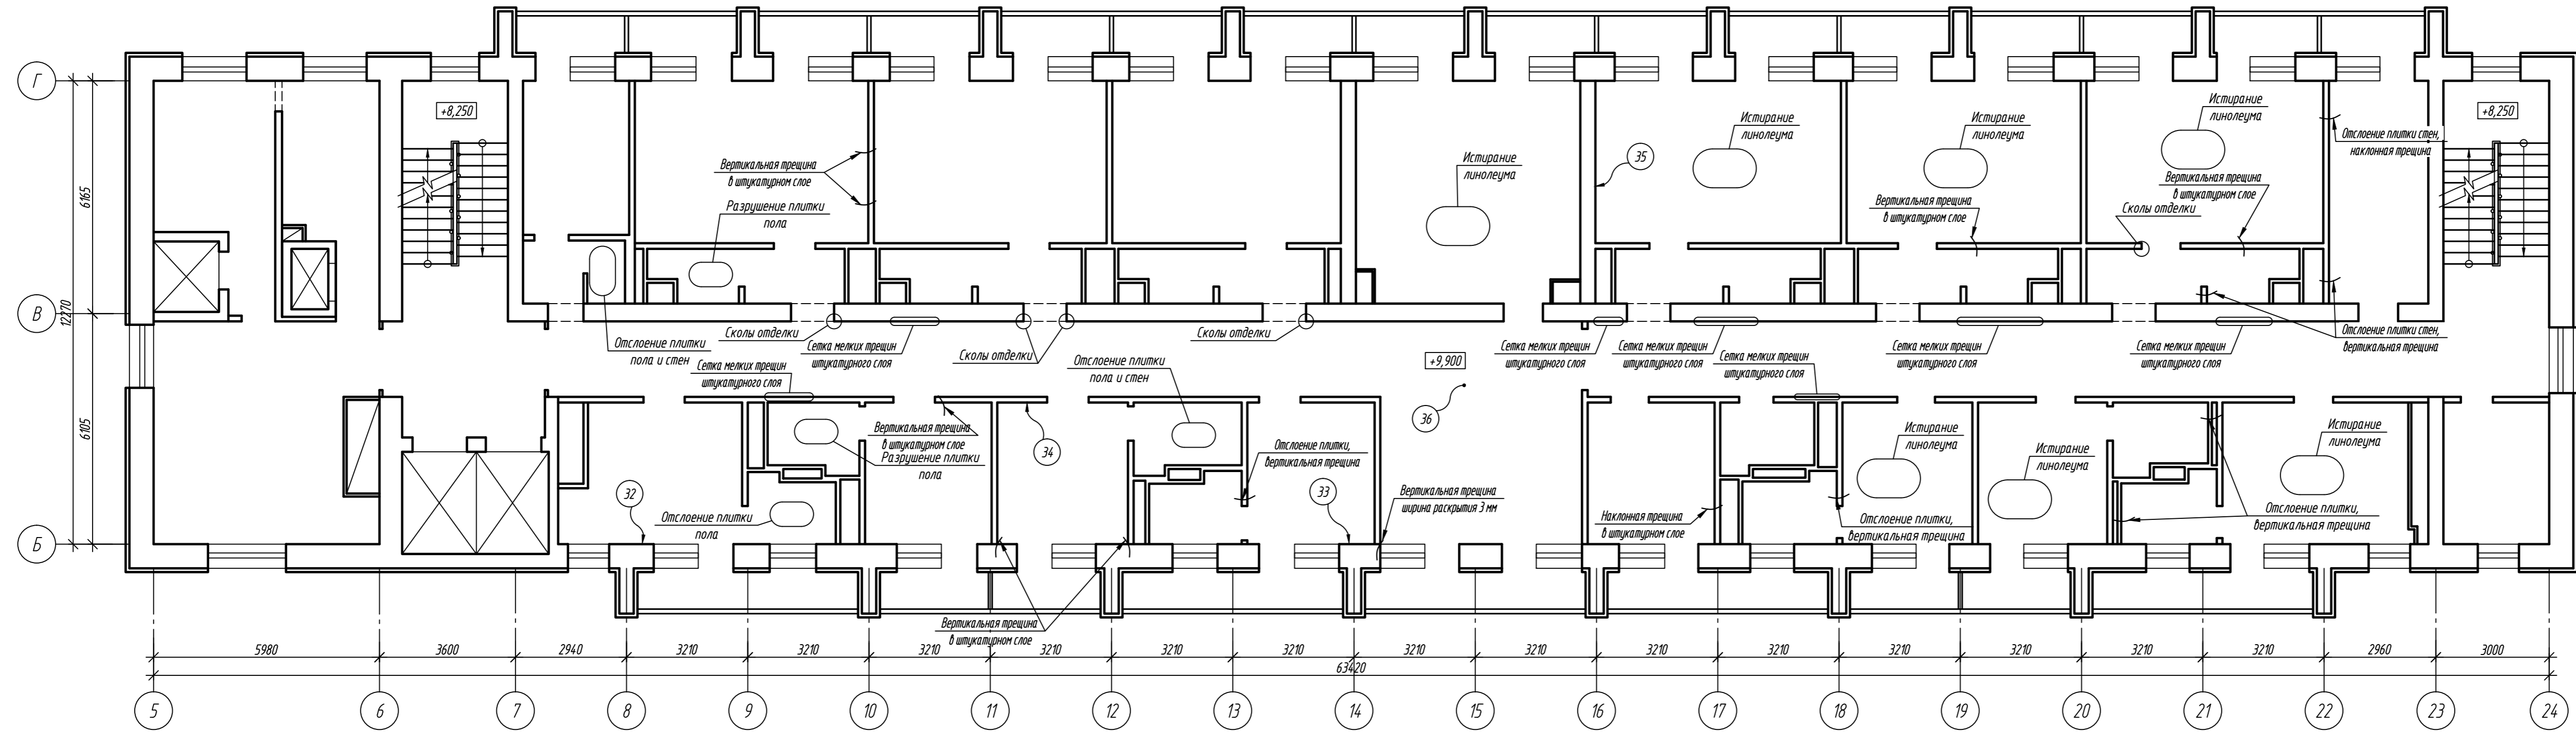 Г
+8,250
+8,250
Истирание
линолеума
Истирание
линолеума
Истирание
линолеума
Отслоение плитки стен,
наклонная трещина
Вертикальная трещина
в штукатурном слое
Истирание
линолеума
35
Вертикальная трещина
в штукатурном слое
Вертикальная трещина
в штукатурном слое
Разрушение плитки
пола
Сколы отделки
6165
12270
В
6105
Б
Отслоение плитки
пола и стен
Сколы отделки
Сетка мелких трещин
штукатурного слоя
Сколы отделки
Сколы отделки
Сетка мелких трещин
штукатурного слоя
Сетка мелких трещин
штукатурного слоя
Сетка мелких трещин
штукатурного слоя
Сетка мелких трещин
штукатурного слоя
Отслоение плитки стен,
вертикальная трещина
Сетка мелких трещин
штукатурного слоя
Отслоение плитки
пола и стен
+9,900
Сетка мелких трещин
штукатурного слоя
36
Вертикальная трещина
в штукатурном слое
Разрушение плитки
пола
34
Отслоение плитки,
вертикальная трещина
Истирание
линолеума
Истирание
линолеума
Истирание
линолеума
32
33
Вертикальная трещина
ширина раскрытия 3 мм
Отслоение плитки
пола
Наклонная трещина
в штукатурном слое
Отслоение плитки,
вертикальная трещина
Отслоение плитки,
вертикальная трещина
Вертикальная трещина
в штукатурном слое
5980 3600 2940 3210 3210 3210 3210 3210 3210 3210 3210 3210 3210 3210 3210 3210 3210 2960 3000
63420
5 6 7 8 9 10 11 12 13 14 15 16 17 18 19 20 21 22 23 24